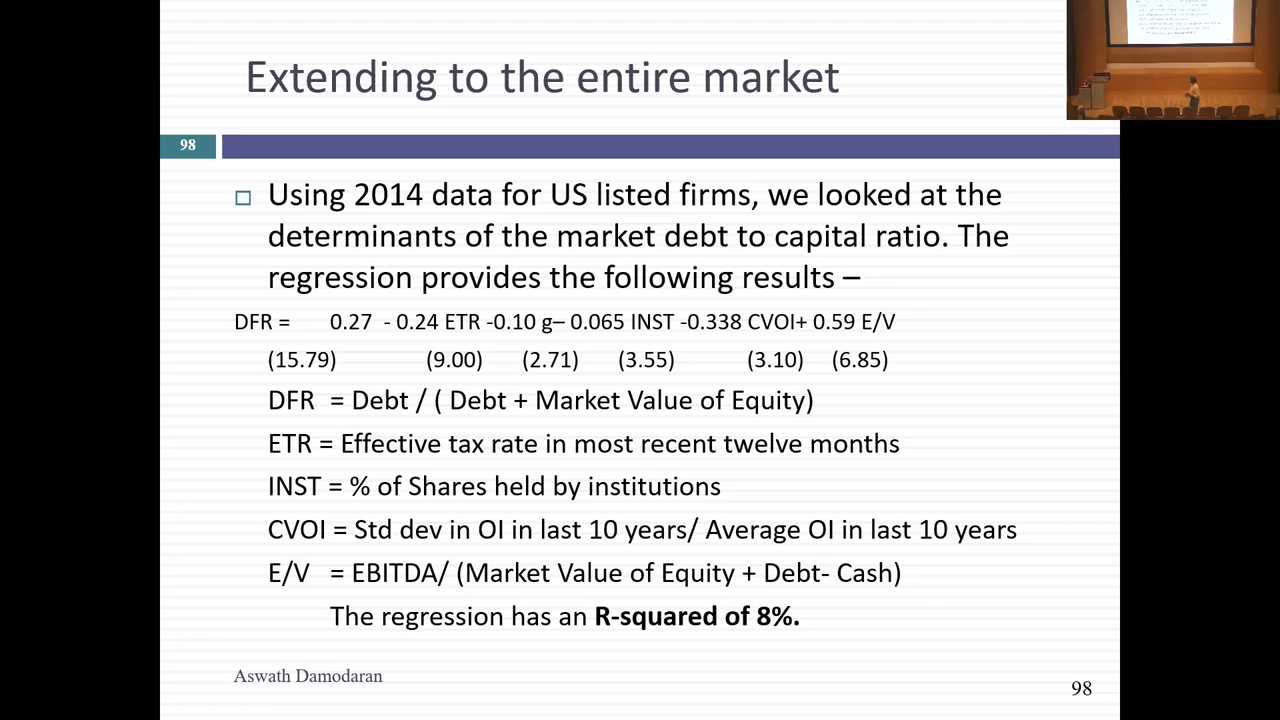 Extending to the entire market
98
Using 2014 data for US listed firms, we looked at the
determinants of the market debt to capital ratio. The
regression provides the following results –
DFR = 0.27 - 0.24 ETR -0.10 g– 0.065 INST -0.338 CVOI+ 0.59 E/V
(15.79) (9.00) (2.71) (3.55) (3.10) (6.85)
DFR = Debt / ( Debt + Market Value of Equity)
ETR = Effective tax rate in most recent twelve months
INST = % of Shares held by institutions
CVOI = Std dev in OI in last 10 years/ Average OI in last 10 years
E/V = EBITDA/ (Market Value of Equity + Debt- Cash)
The regression has an R-squared of 8%.
Aswath Damodaran
98